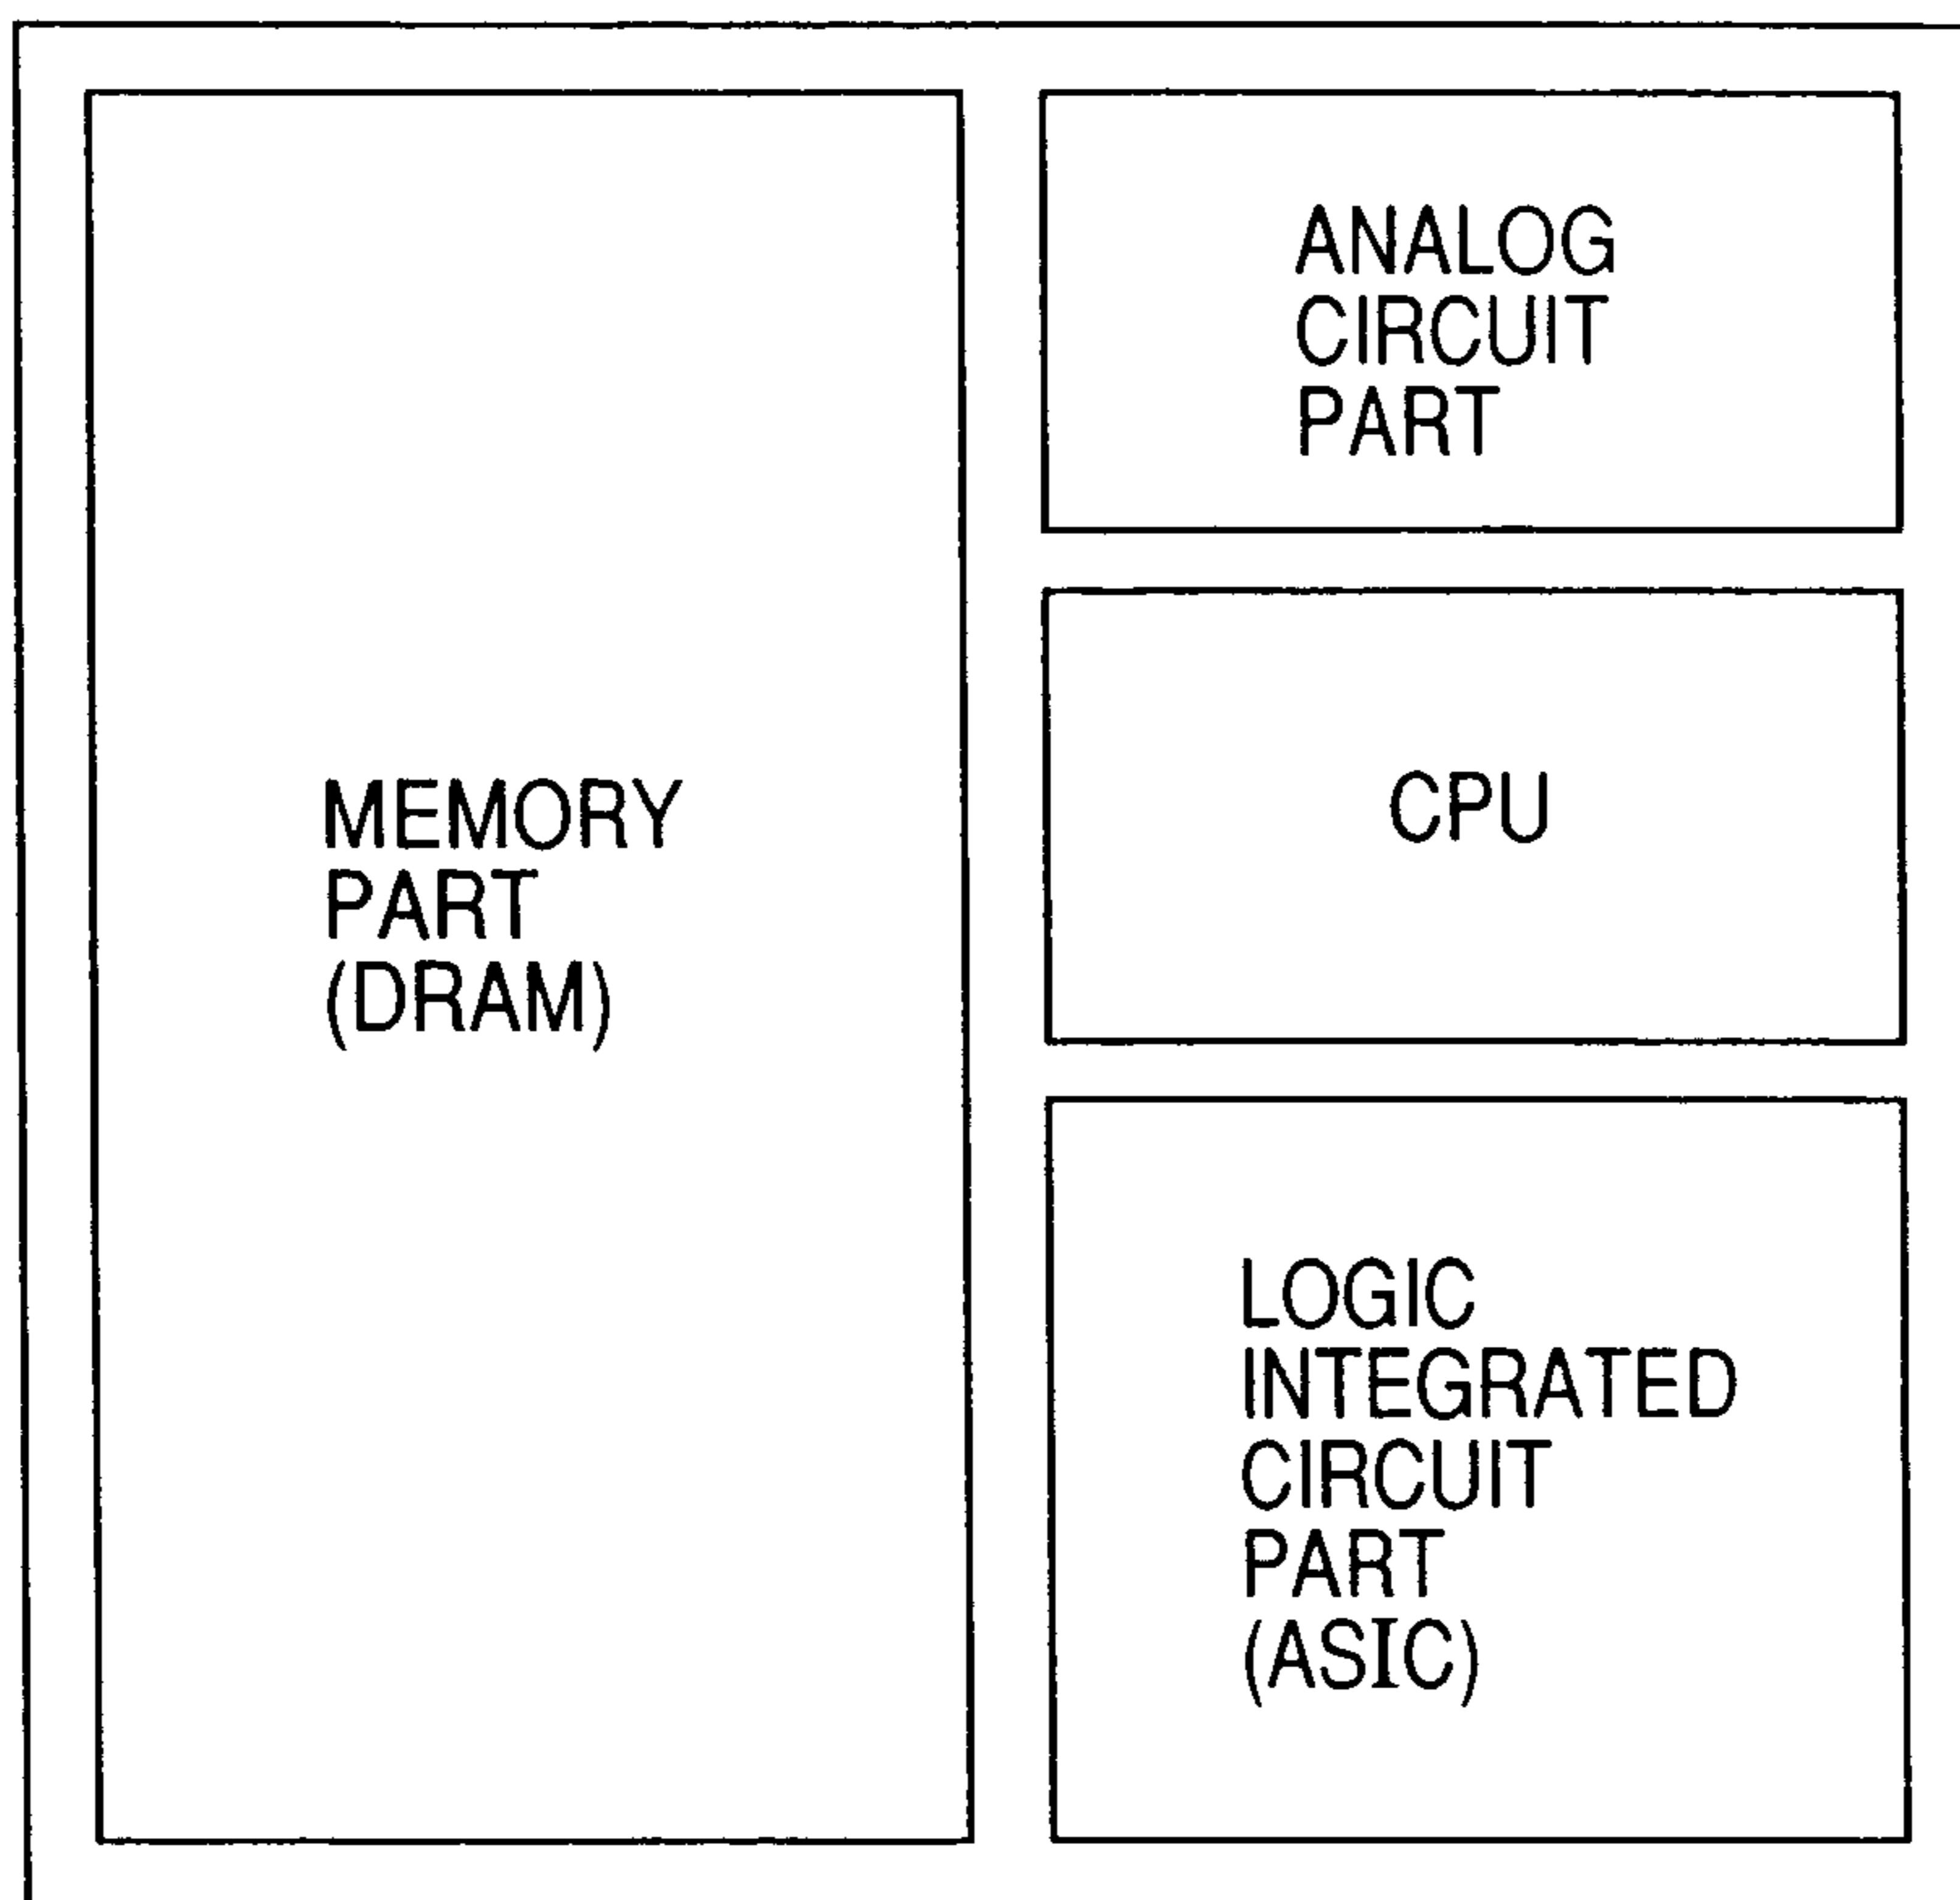 MEMORY
PART
(DRAM)
ANALOG
CIRCUIT
PART
CPU
LOGIC
INTEGRATED
CIRCUIT
PART
(ASIC)